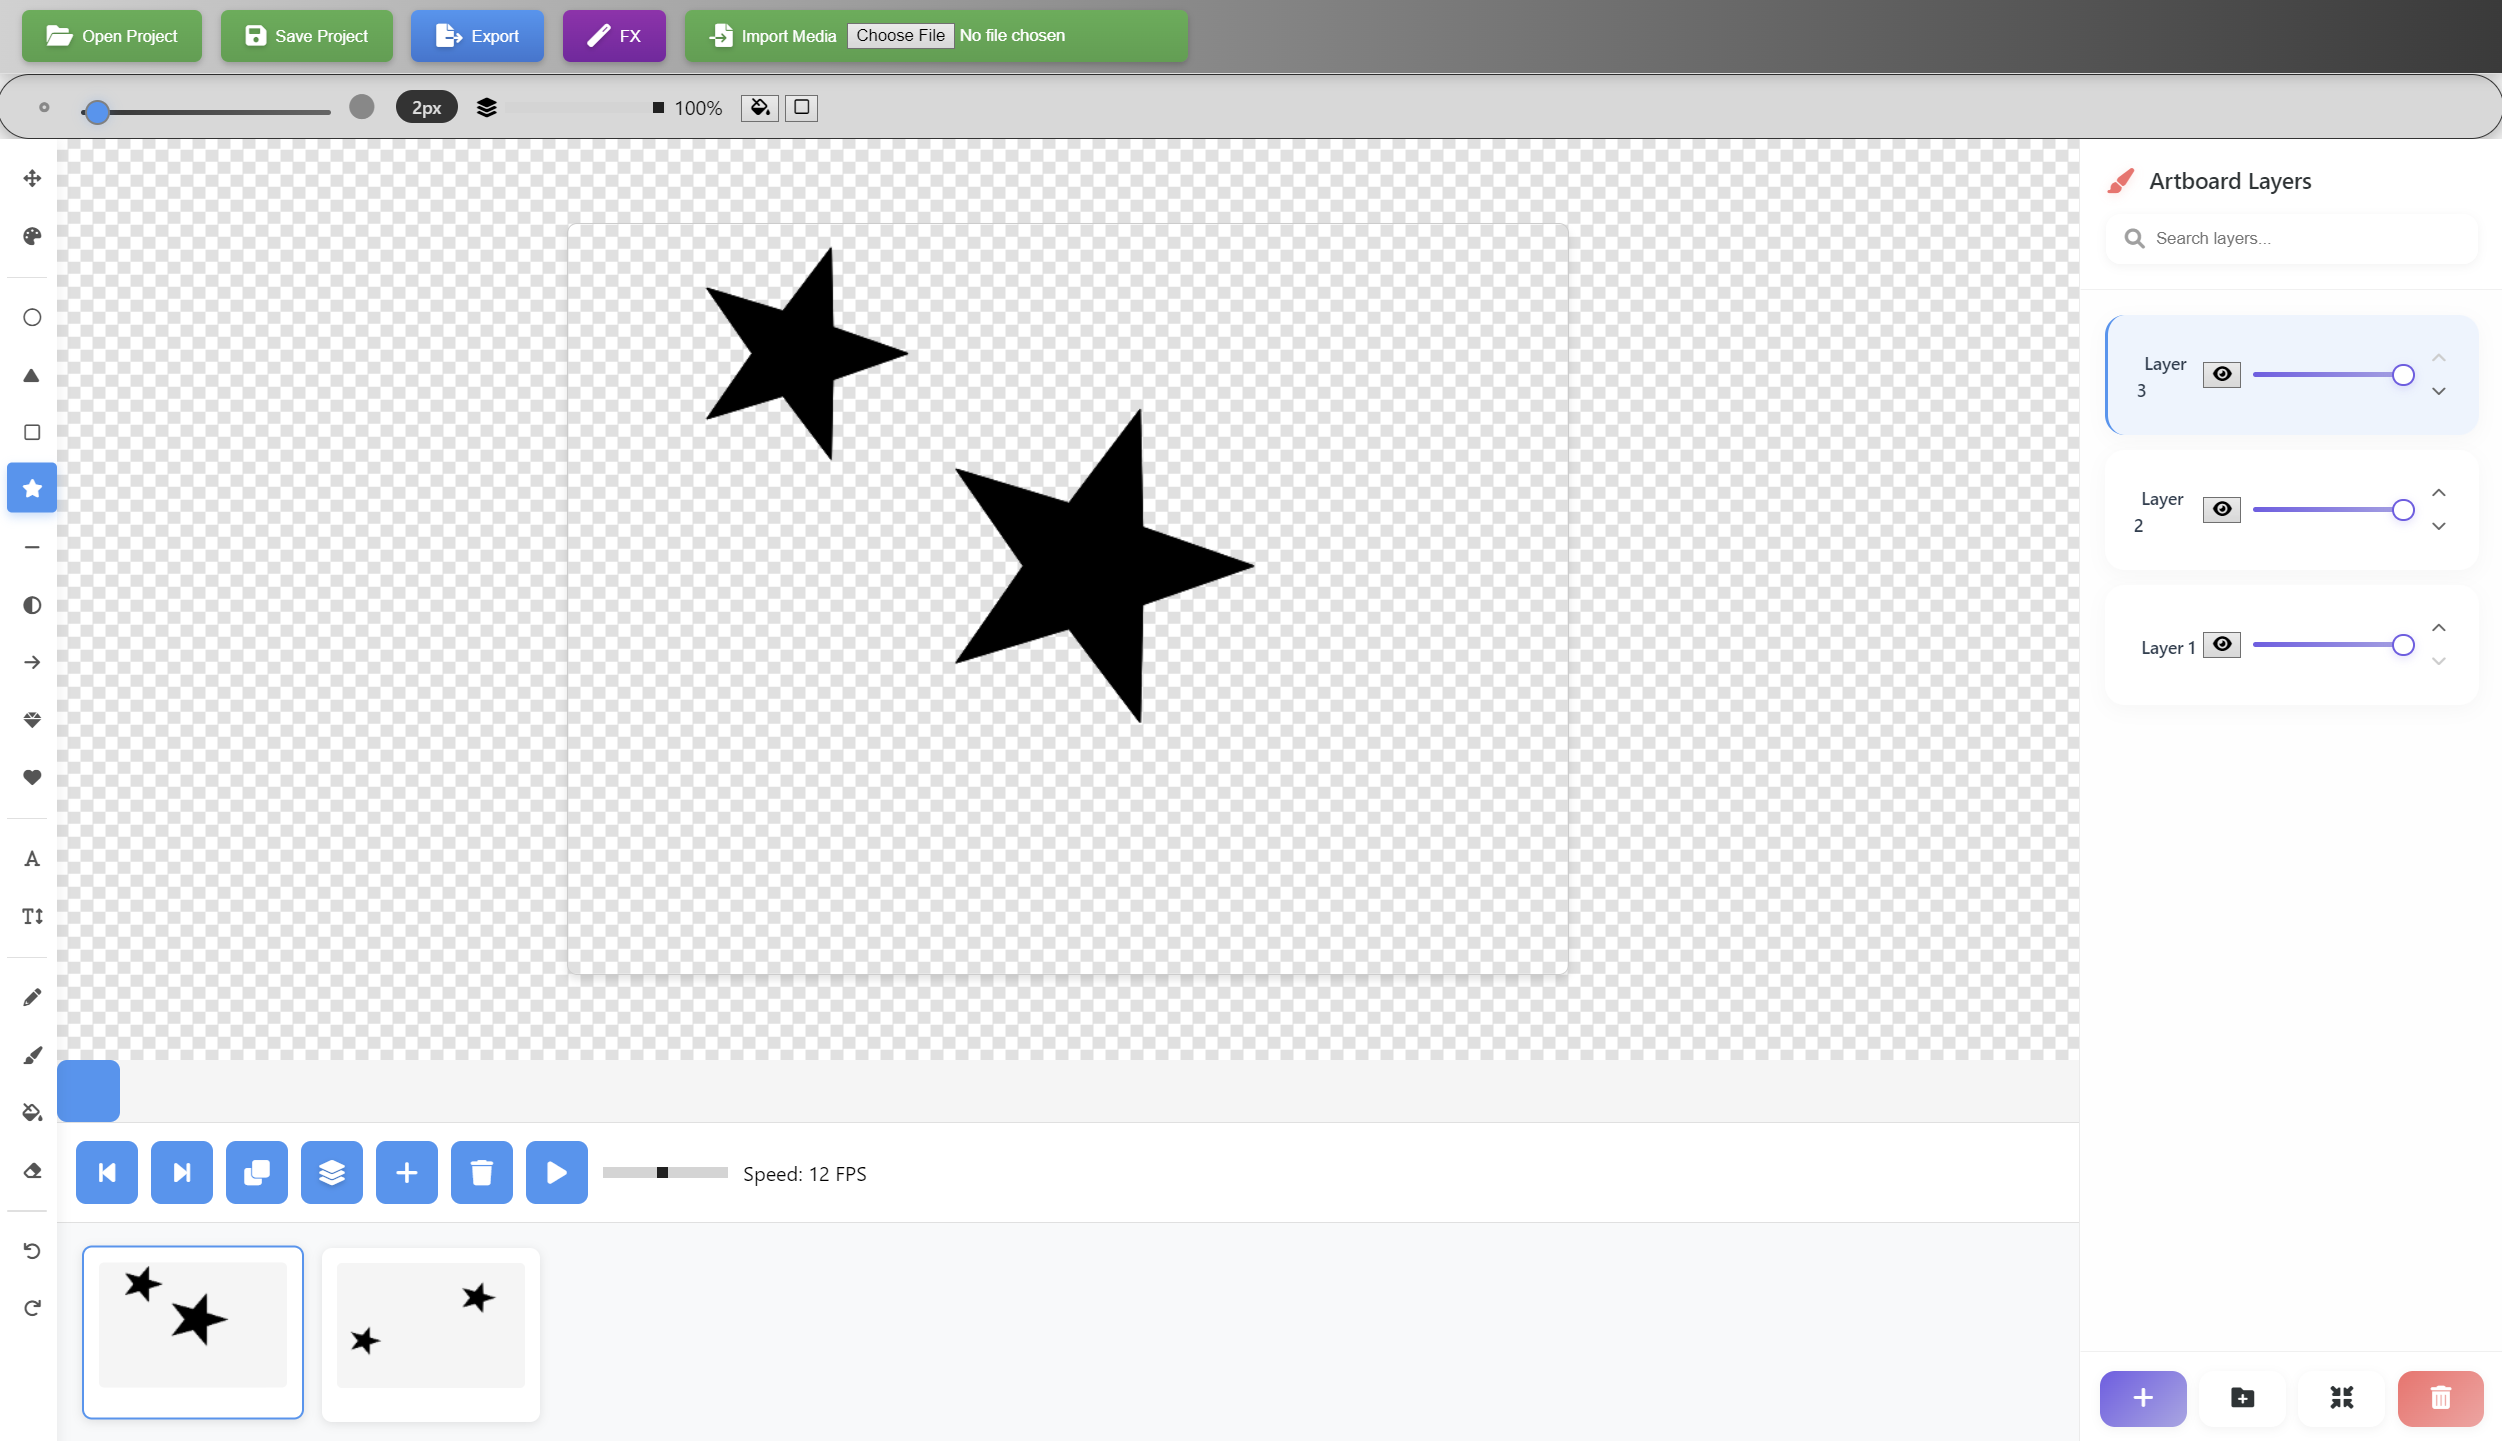 Open Project
Save Project
Export
FX
Import Media
Choose File
No file chosen
2px
100%
Artboard Layers
Search layers...
Layer
3
Layer
2
Layer 1
Speed: 12 FPS